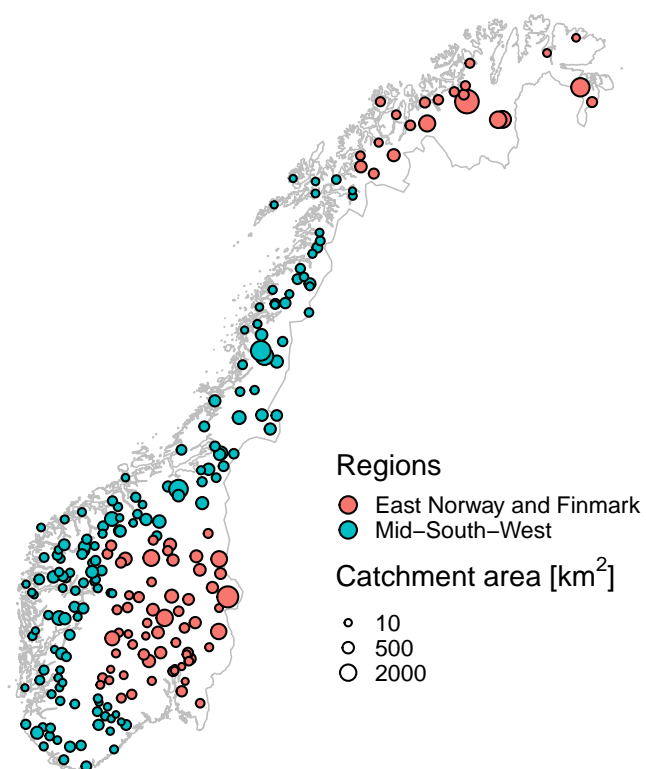 Regions
East Norway and Finmark
Mid−South−West
Catchment area [km²]
10
500
2000